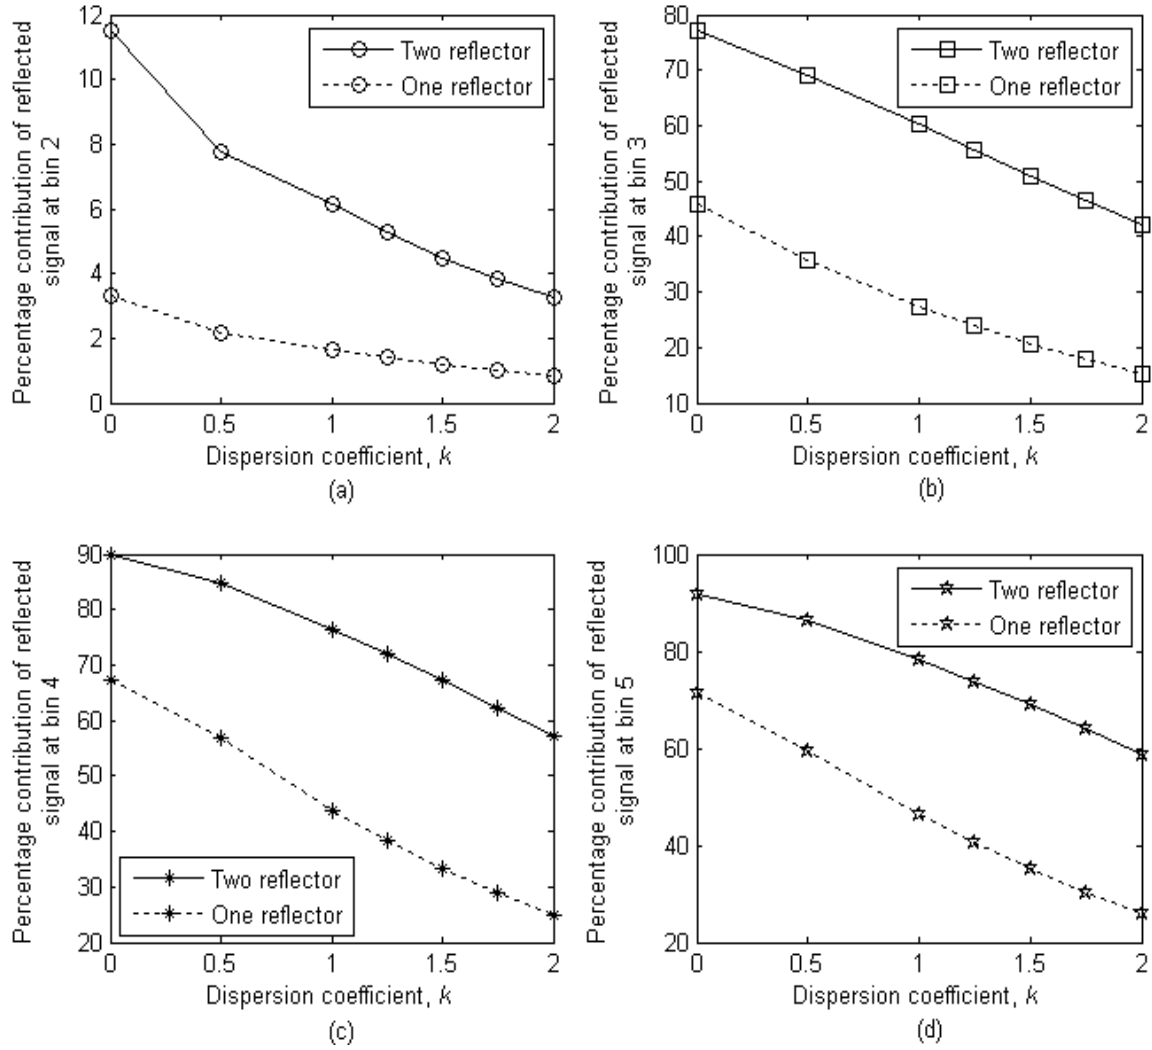 Percentage contribution of reflected
signal at bin 2
12
10
8
6
4
2
0
Two reflector
One reflector
0 0.5 1 1.5 2
Dispersion coefficient, k
(a)
Percentage contribution of reflected
signal at bin 3
80
70
60
50
40
30
20
10
Two reflector
One reflector
0 0.5 1 1.5 2
Dispersion coefficient, k
(b)
Percentage contribution of reflected
signal at bin 4
90
80
70
60
50
40
30
20
Two reflector
One reflector
0 0.5 1 1.5 2
Dispersion coefficient, k
(c)
Percentage contribution of reflected
signal at bin 5
100
80
60
40
20
Two reflector
One reflector
0 0.5 1 1.5 2
Dispersion coefficient, k
(d)